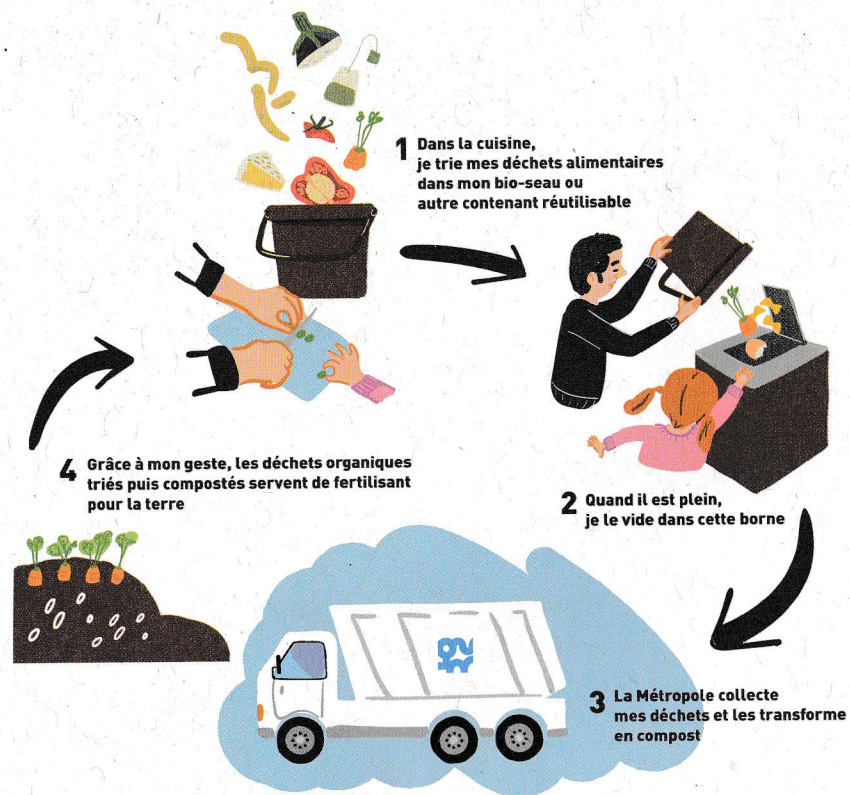 1 Dans la cuisine,
je trie mes déchets alimentaires
dans mon bio-seau ou
autre contenant réutilisable
2 Quand il est plein,
je le vide dans cette borne
3 La Métropole collecte
mes déchets et les transforme
en compost
4 Grâce à mon geste, les déchets organiques
triés puis compostés servent de fertilisant
pour la terre